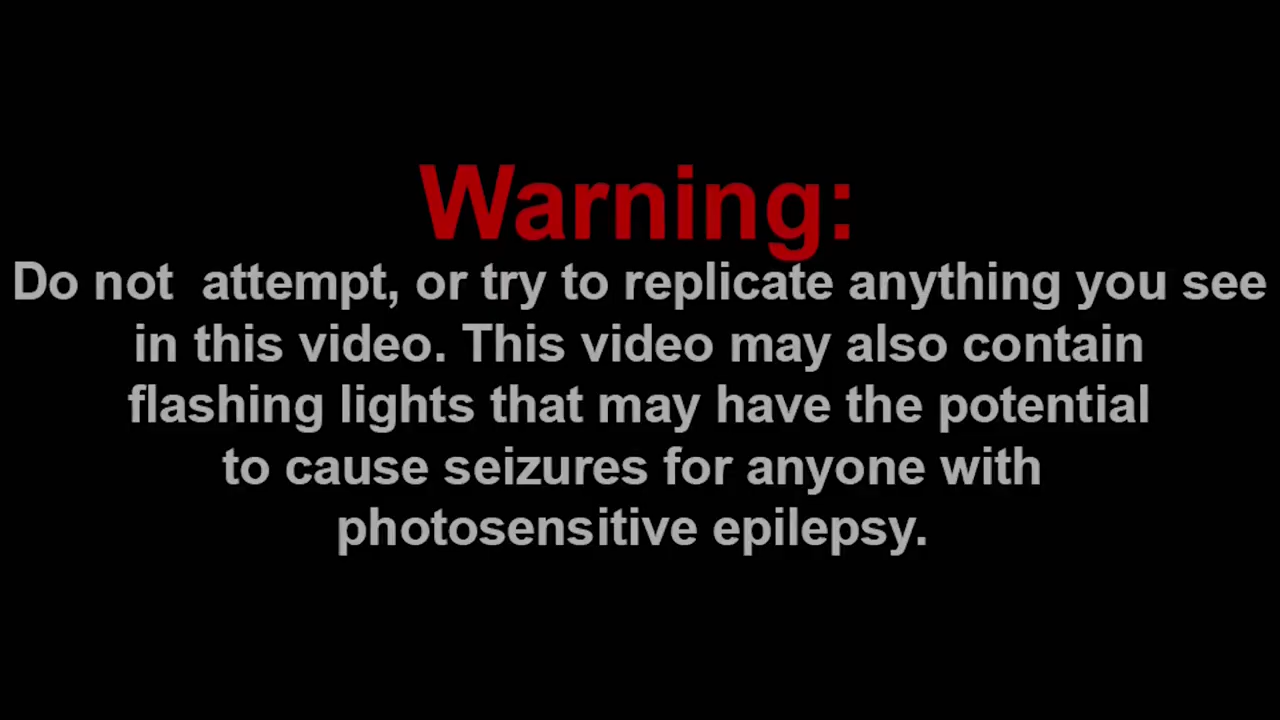 Warning:
Do not  attempt, or try to replicate anything you see
in this video. This video may also contain
flashing lights that may have the potential
to cause seizures for anyone with
photosensitive epilepsy.